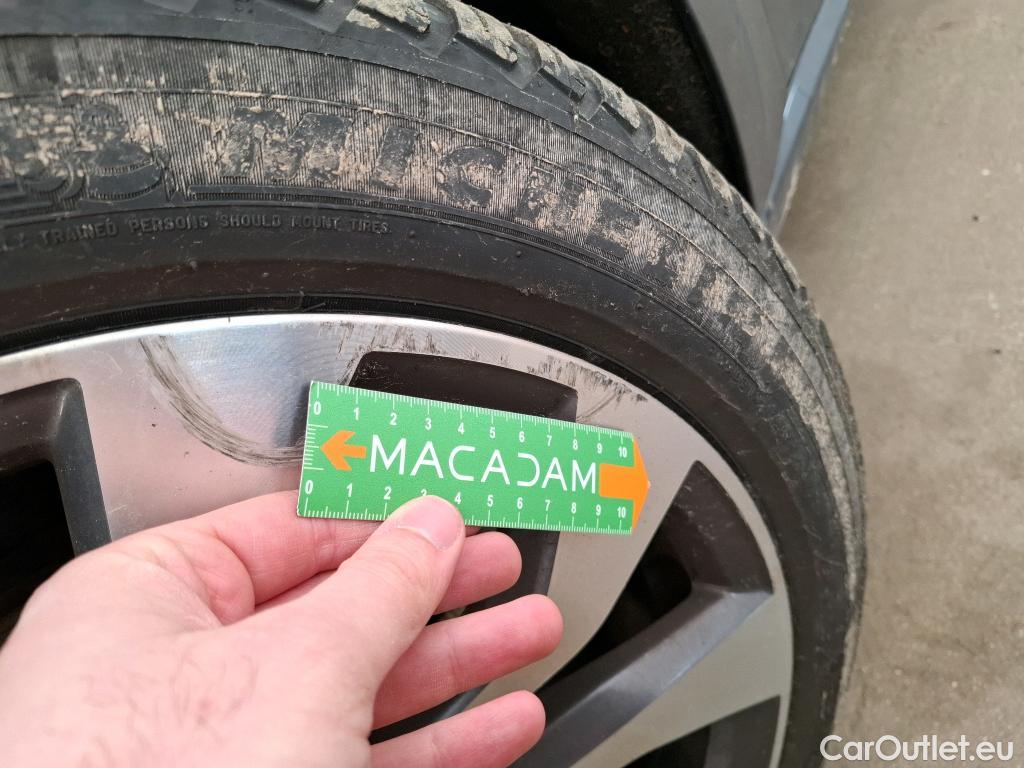 MICHELIN
TRAINED PERSONS SHOULD MOUNT TIRES
0 1 2 3 4 5 6 7 8 9 10
MACADAM
0 1 2 3 4 5 6 7 8 9 10
CarOutlet.eu